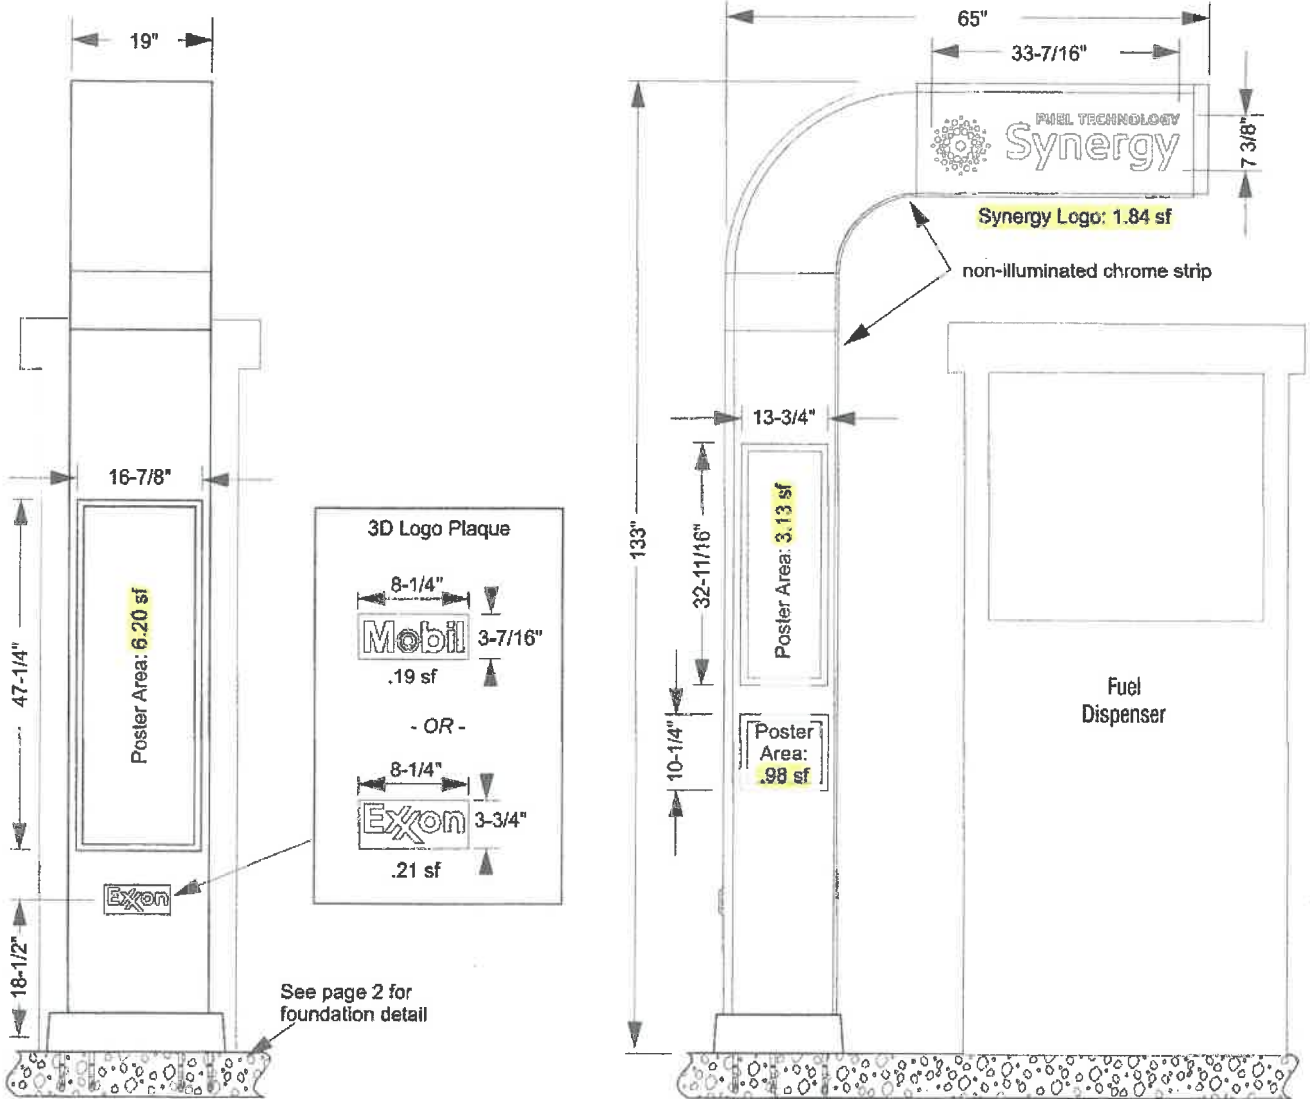 19"
16-7/8"
47-1/4"
Poster Area: 6.20 sf
Exxon
18-1/2"
See page 2 for
foundation detail
3D Logo Plaque
8-1/4"
Mobil
3-7/16"
.19 sf
- OR -
8-1/4"
Exxon
3-3/4"
.21 sf
65"
33-7/16"
FUEL TECHNOLOGY
Synergy
7 3/8"
Synergy Logo: 1.84 sf
non-illuminated chrome strip
133"
13-3/4"
32-11/16"
Poster Area: 3.13 sf
10-1/4"
Poster
Area:
.98 sf
Fuel
Dispenser